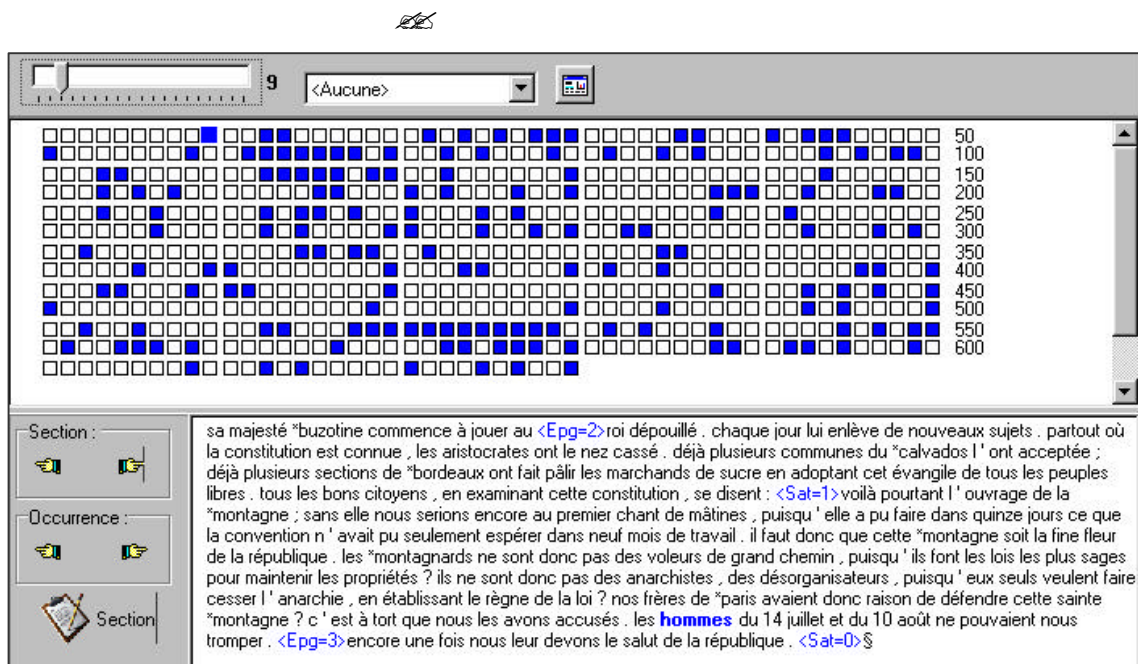 9
<Aucune>
50
100
150
200
250
300
350
400
450
500
550
600
Section :
Occurrence :
Section
sa majesté *buzotine commence à jouer au <Epg=2>roi dépouillé . chaque jour lui enlève de nouveaux sujets . partout où
la constitution est connue , les aristocrates ont le nez cassé . déjà plusieurs communes du *calvados l ' ont acceptée ;
déjà plusieurs sections de *bordeaux ont fait pâlir les marchands de sucre en adoptant cet évangile de tous les peuples
libres . tous les bons citoyens , en examinant cette constitution , se disent : <Sat=1>voilà pourtant l ' ouvrage de la
*montagne ; sans elle nous serions encore au premier chant de mâtines , puisqu ' elle a pu faire dans quinze jours ce que
la convention n ' avait pu seulement espérer dans neuf mois de travail . il faut donc que cette *montagne soit la fine fleur
de la république . les *montagnards ne sont donc pas des voleurs de grand chemin , puisqu ' ils font les lois les plus sages
pour maintenir les propriétés ? ils ne sont donc pas des anarchistes , des désorganisateurs , puisqu ' eux seuls veulent faire
cesser l ' anarchie , en établissant le règne de la loi ? nos frères de *paris avaient donc raison de défendre cette sainte
*montagne ? c ' est à tort que nous les avons accusés . les hommes du 14 juillet et du 10 août ne pouvaient nous
tromper . <Epg=3>encore une fois nous leur devons le salut de la république . <Sat=0>§